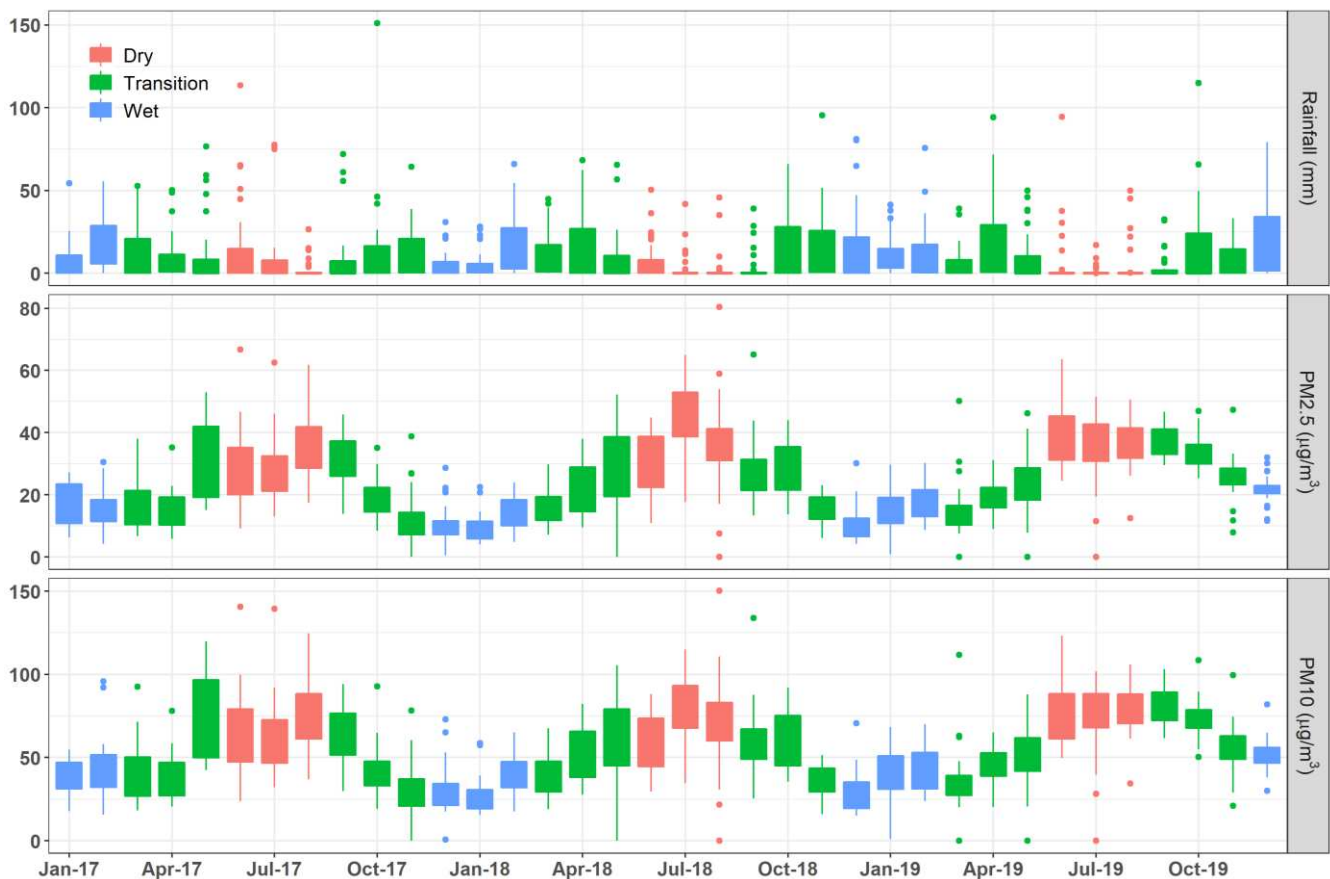 150
100
50
0
Dry
Transition
Wet
Rainfall (mm)
80
60
40
20
0
PM2.5 (µg/m³)
150
100
50
0
PM10 (µg/m³)
Jan-17 Apr-17 Jul-17 Oct-17 Jan-18 Apr-18 Jul-18 Oct-18 Jan-19 Apr-19 Jul-19 Oct-19